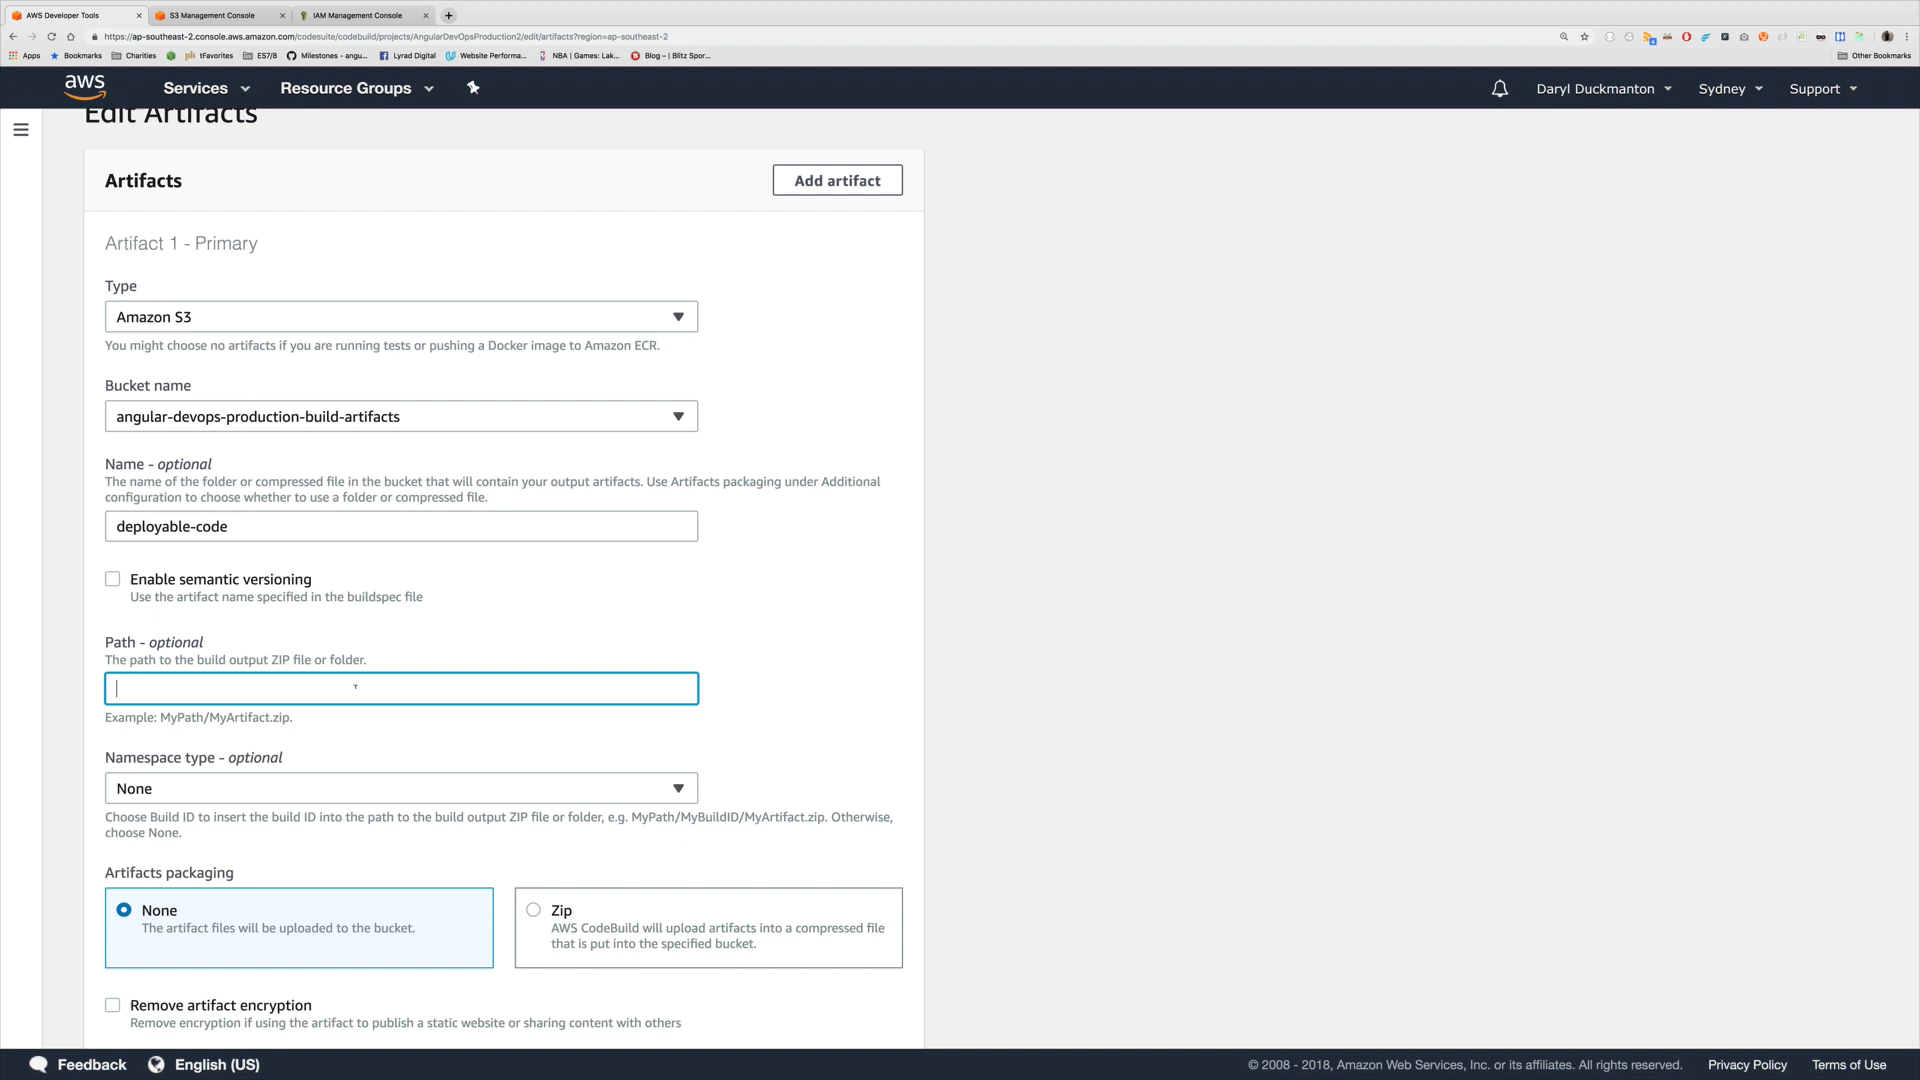 AWS Developer Tools
S3 Management Console
IAM Management Console
https://ap-southeast-2.console.aws.amazon.com/codesuite/codebuild/projects/AngularDevOpsProduction2/edit/artifacts?region=ap-southeast-2
Apps
Bookmarks
Charities
tFavorites
ES7/8
Milestones - angu...
Lyrad Digital
Website Performa...
NBA | Games: Lak...
Blog – | Blitz Spor...
Other Bookmarks
aws
Services
Resource Groups
Daryl Duckmanton
Sydney
Support
Edit Artifacts
Artifacts
Add artifact
Artifact 1 - Primary
Type
Amazon S3
You might choose no artifacts if you are running tests or pushing a Docker image to Amazon ECR.
Bucket name
angular-devops-production-build-artifacts
Name - optional
The name of the folder or compressed file in the bucket that will contain your output artifacts. Use Artifacts packaging under Additional
configuration to choose whether to use a folder or compressed file.
deployable-code
Enable semantic versioning
Use the artifact name specified in the buildspec file
Path - optional
The path to the build output ZIP file or folder.
Example: MyPath/MyArtifact.zip.
Namespace type - optional
None
Choose Build ID to insert the build ID into the path to the build output ZIP file or folder, e.g. MyPath/MyBuildID/MyArtifact.zip. Otherwise,
choose None.
Artifacts packaging
None
The artifact files will be uploaded to the bucket.
Zip
AWS CodeBuild will upload artifacts into a compressed file
that is put into the specified bucket.
Remove artifact encryption
Remove encryption if using the artifact to publish a static website or sharing content with others
Feedback
English (US)
© 2008 - 2018, Amazon Web Services, Inc. or its affiliates. All rights reserved.
Privacy Policy
Terms of Use